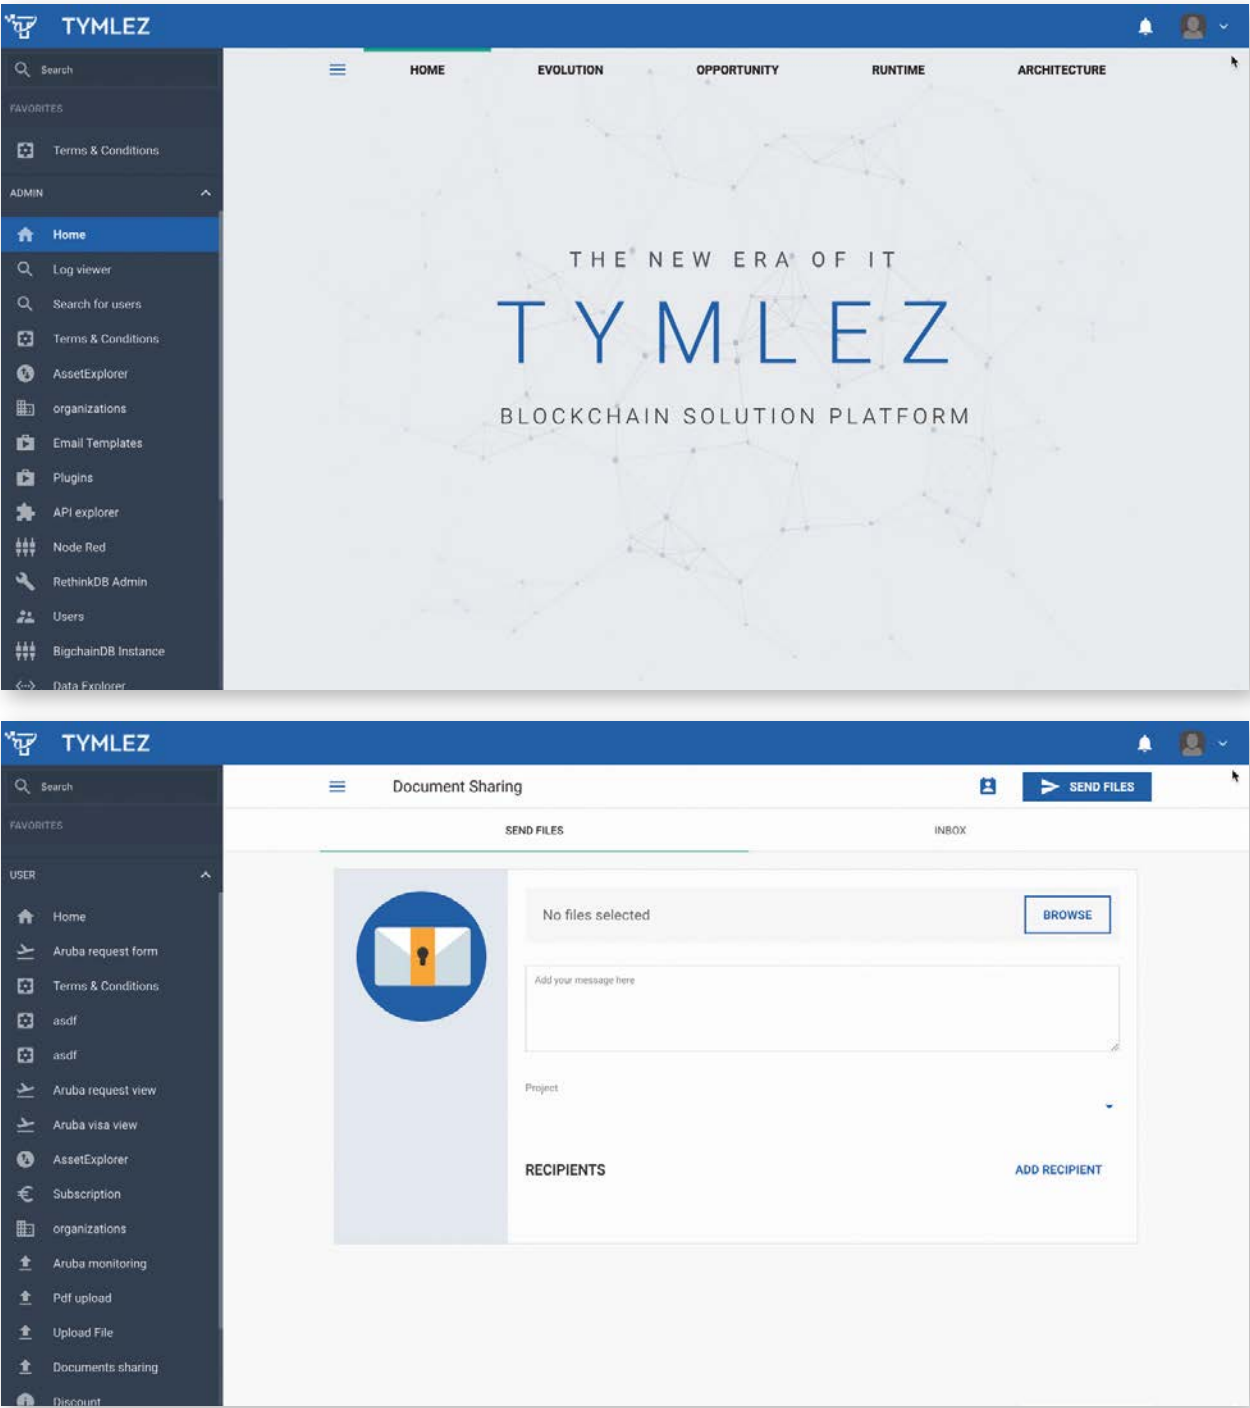 TYMLEZ
Search
HOME EVOLUTION OPPORTUNITY RUNTIME ARCHITECTURE
FAVORITES
Terms & Conditions
ADMIN
Home
Log viewer
Search for users
Terms & Conditions
AssetExplorer
organizations
Email Templates
Plugins
API explorer
Node Red
RethinkDB Admin
Users
BigchainDB Instance
Data Explorer
THE NEW ERA OF IT
TYMLEZ
BLOCKCHAIN SOLUTION PLATFORM
TYMLEZ
Search
Document Sharing
SEND FILES
FAVORITES
SEND FILES INBOX
USER
Home
Aruba request form
Terms & Conditions
asdf
asdf
Aruba request view
Aruba visa view
AssetExplorer
Subscription
organizations
Aruba monitoring
Pdf upload
Upload File
Documents sharing
Discount
No files selected
BROWSE
Add your message here
Project
RECIPIENTS
ADD RECIPIENT